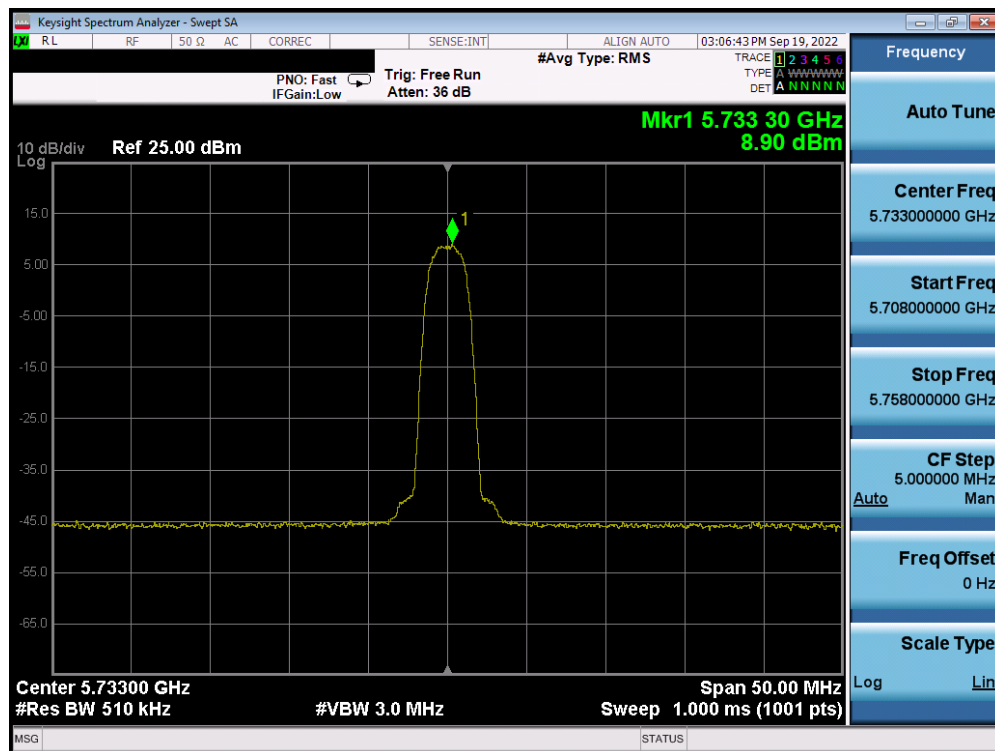 Keysight Spectrum Analyzer - Swept SA
LXI RL RF 50 Ω AC CORREC SENSE:INT ALIGN AUTO 03:06:43 PM Sep 19, 2022
PNO: Fast
IFGain:Low
Trig: Free Run
Atten: 36 dB
#Avg Type: RMS
TRACE 1 2 3 4 5 6
TYPE A WWWWW
DET A N N N N N
Mkr1 5.733 30 GHz
8.90 dBm
10 dB/div
Log
Ref 25.00 dBm
1
15.0
5.00
-5.00
-15.0
-25.0
-35.0
-45.0
-55.0
-65.0
Center 5.73300 GHz
Span 50.00 MHz
#Res BW 510 kHz
#VBW 3.0 MHz
Sweep 1.000 ms (1001 pts)
MSG
STATUS
Frequency
Auto Tune
Center Freq
5.733000000 GHz
Start Freq
5.708000000 GHz
Stop Freq
5.758000000 GHz
CF Step
5.000000 MHz
Auto Man
Freq Offset
0 Hz
Scale Type
Log Lin